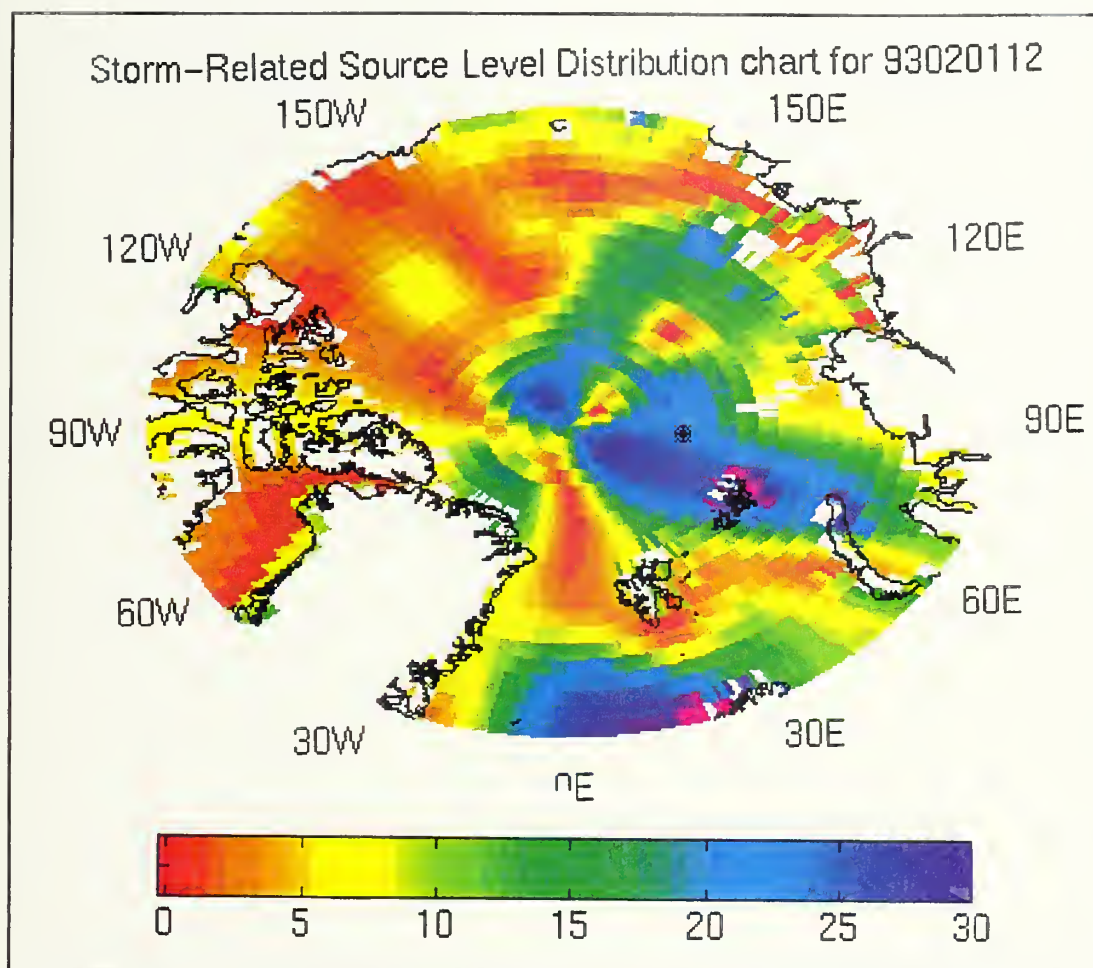 Storm-Related Source Level Distribution chart for 93020112
150W
150E
120W
120E
90W
90E
60W
60E
30W
30E
0E
0
5
10
15
20
25
30